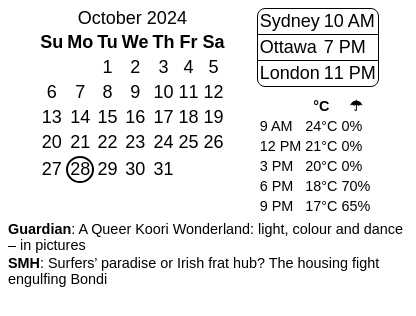 October 2024
Su Mo Tu We Th Fr Sa
1 2 3 4 5
6 7 8 9 10 11 12
13 14 15 16 17 18 19
20 21 22 23 24 25 26
27 28 29 30 31
Sydney 10 AM
Ottawa 7 PM
London 11 PM
°C ☂
9 AM 24°C 0%
12 PM 21°C 0%
3 PM 20°C 0%
6 PM 18°C 70%
9 PM 17°C 65%
Guardian: A Queer Koori Wonderland: light, colour and dance
– in pictures
SMH: Surfers’ paradise or Irish frat hub? The housing fight
engulfing Bondi